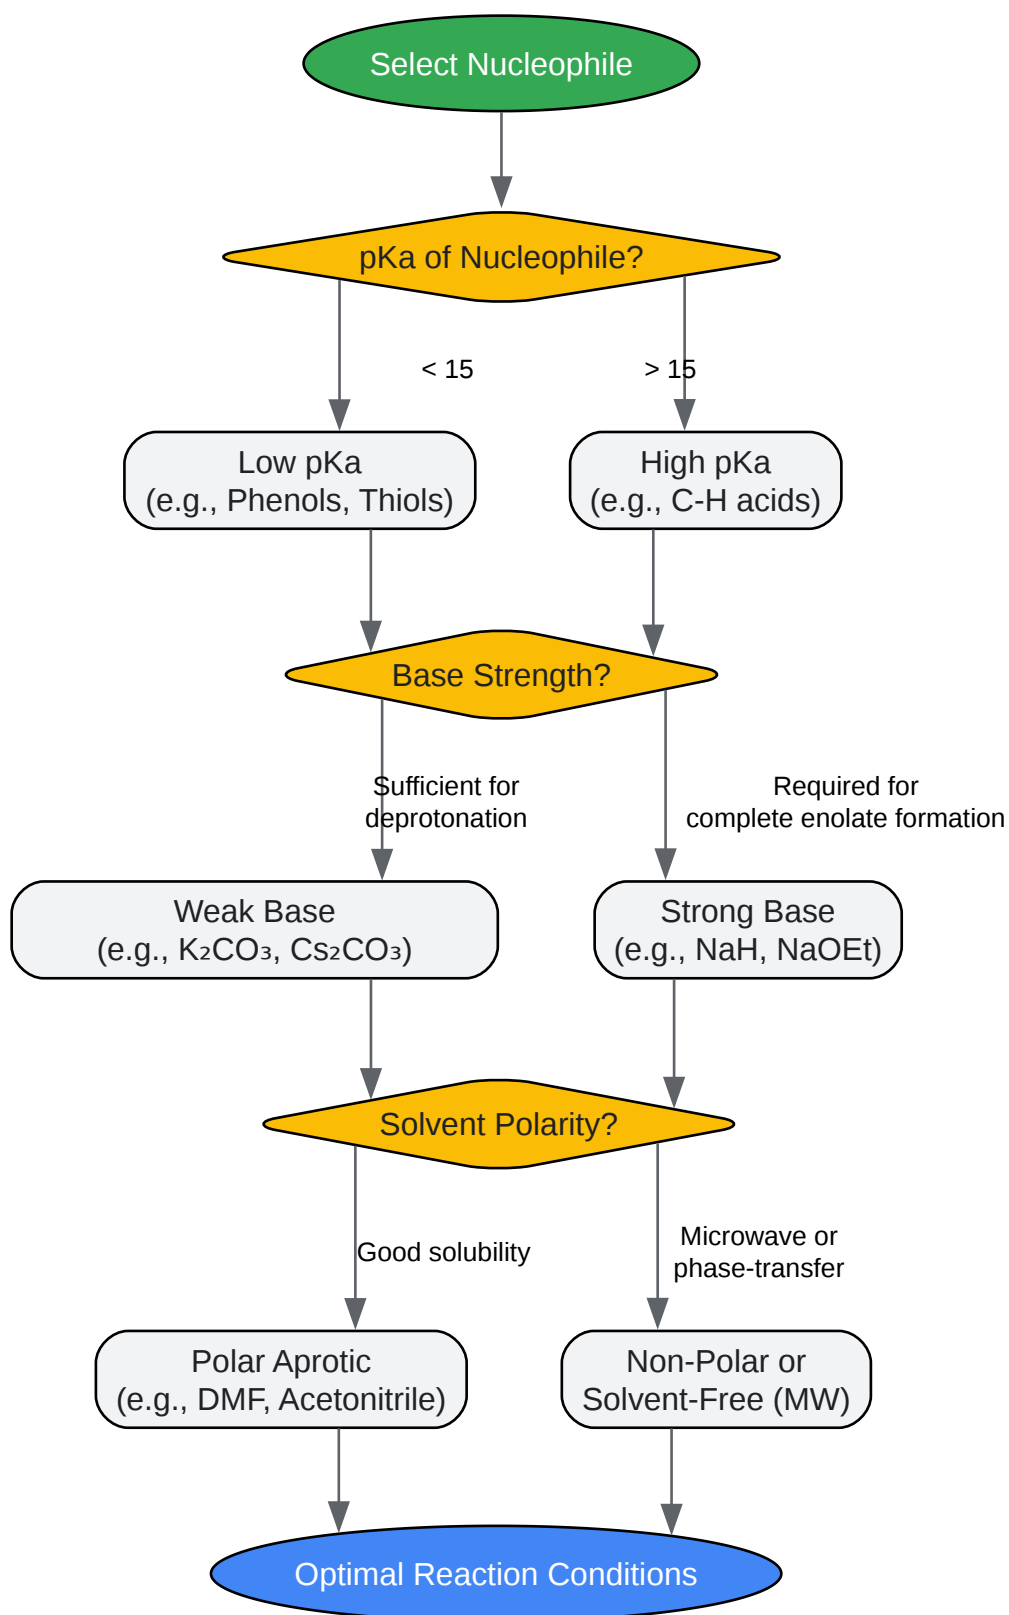 Select Nucleophile
pKa of Nucleophile?
< 15
> 15
Low pKa
(e.g., Phenols, Thiols)
High pKa
(e.g., C-H acids)
Base Strength?
Sufficient for
deprotonation
Required for
complete enolate formation
Weak Base
(e.g., K₂CO₃, Cs₂CO₃)
Strong Base
(e.g., NaH, NaOEt)
Solvent Polarity?
Good solubility
Microwave or
phase-transfer
Polar Aprotic
(e.g., DMF, Acetonitrile)
Non-Polar or
Solvent-Free (MW)
Optimal Reaction Conditions